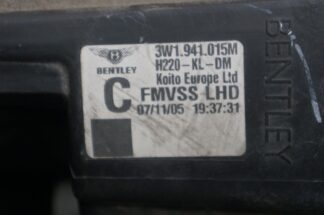 BENTLEY
3W1.941.015M
H220-KL-DM
Koito Europe Ltd
C FMVSS LHD
07/11/05 19:37:31
BENTLEY